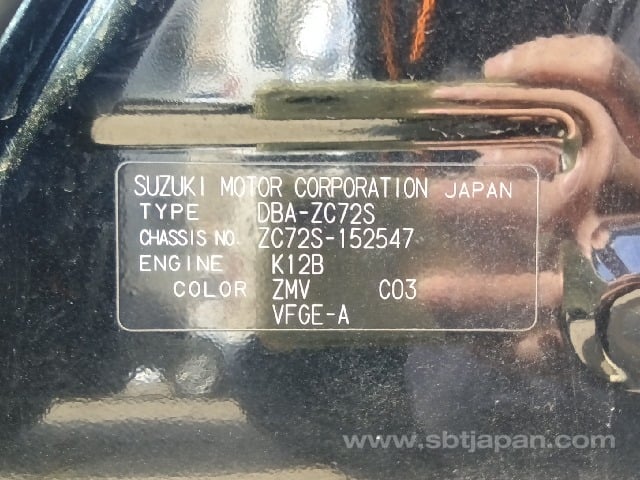 SUZUKI MOTOR CORPORATION JAPAN
TYPE DBA-ZC72S
CHASSIS NO. ZC72S-152547
ENGINE K12B
COLOR ZMV C03
VFGE-A
www.sbtjapan.com